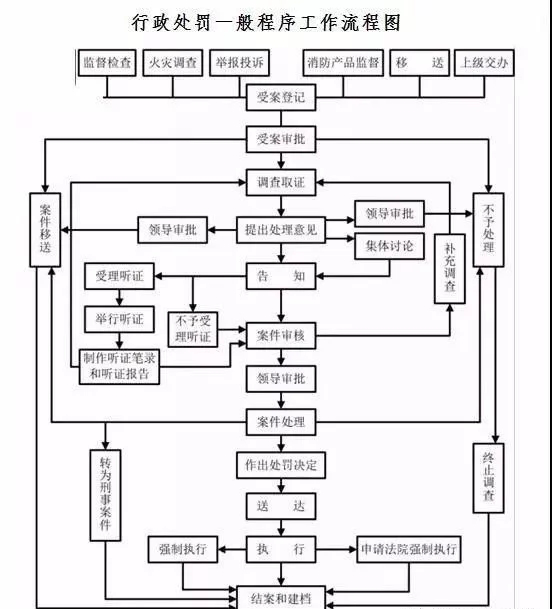 行政处罚一般程序工作流程图
监督检查
火灾调查
举报投诉
消防产品监督
移 送
上级交办
受案登记
受案审批
调查取证
案件移送
领导审批
提出处理意见
领导审批
集体讨论
不予处理
补充调查
受理听证
告 知
举行听证
不予受
理听证
案件审核
制作听证笔录
和听证报告
领导审批
案件处理
转为
刑事案件
作出处罚决定
终止调查
送 达
强制执行
执 行
申请法院强制执行
结案和建档